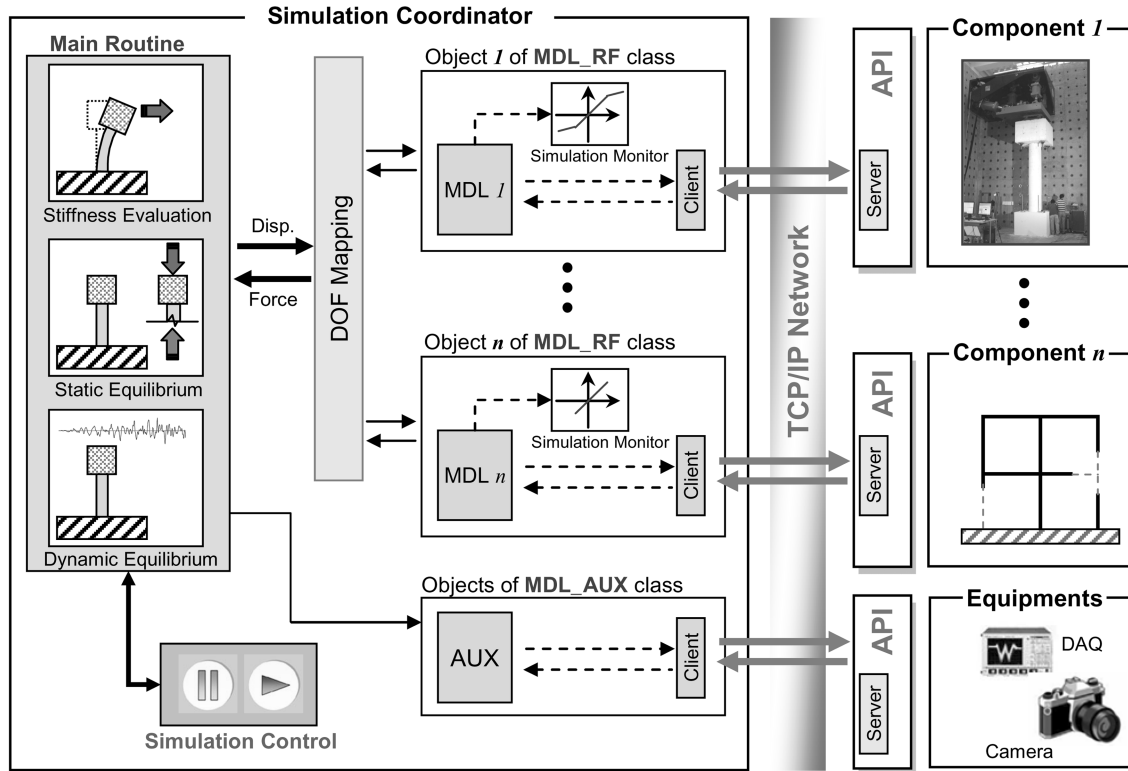 Simulation Coordinator
Main Routine
Stiffness Evaluation
Static Equilibrium
Dynamic Equilibrium
Disp.
Force
DOF Mapping
Object 1 of MDL_RF class
Simulation Monitor
MDL 1
Client
Object n of MDL_RF class
Simulation Monitor
MDL n
Client
Objects of MDL_AUX class
AUX
Client
Simulation Control
TCP/IP Network
API
Server
Component 1
API
Server
Component n
API
Server
Equipments
DAQ
Camera